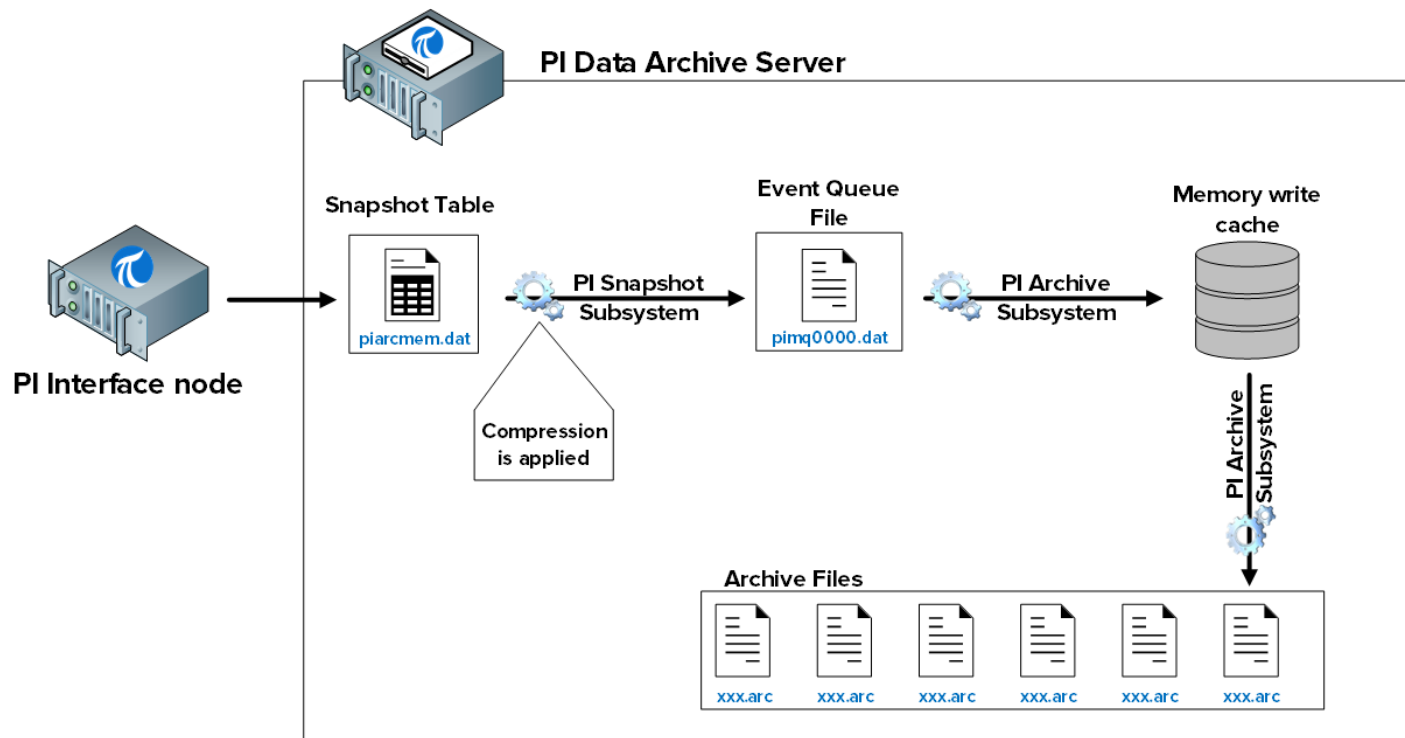 PI Data Archive Server
Snapshot Table
piarcmem.dat
PI Snapshot
Subsystem
Compression
is applied
Event Queue
File
pimq0000.dat
PI Archive
Subsystem
Memory write
cache
PI Interface node
PI Archive
Subsystem
Archive Files
xxx.arc
xxx.arc
xxx.arc
xxx.arc
xxx.arc
xxx.arc